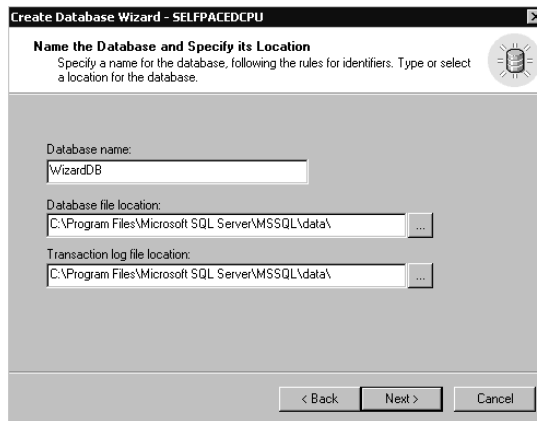 Create Database Wizard - SELFPACEDCPU
Name the Database and Specify its Location
Specify a name for the database, following the rules for identifiers. Type or select
a location for the database.
Database name:
WizardDB
Database file location:
C:\Program Files\Microsoft SQL Server\MSSQL\data\
...
Transaction log file location:
C:\Program Files\Microsoft SQL Server\MSSQL\data\
...
< Back
Next >
Cancel